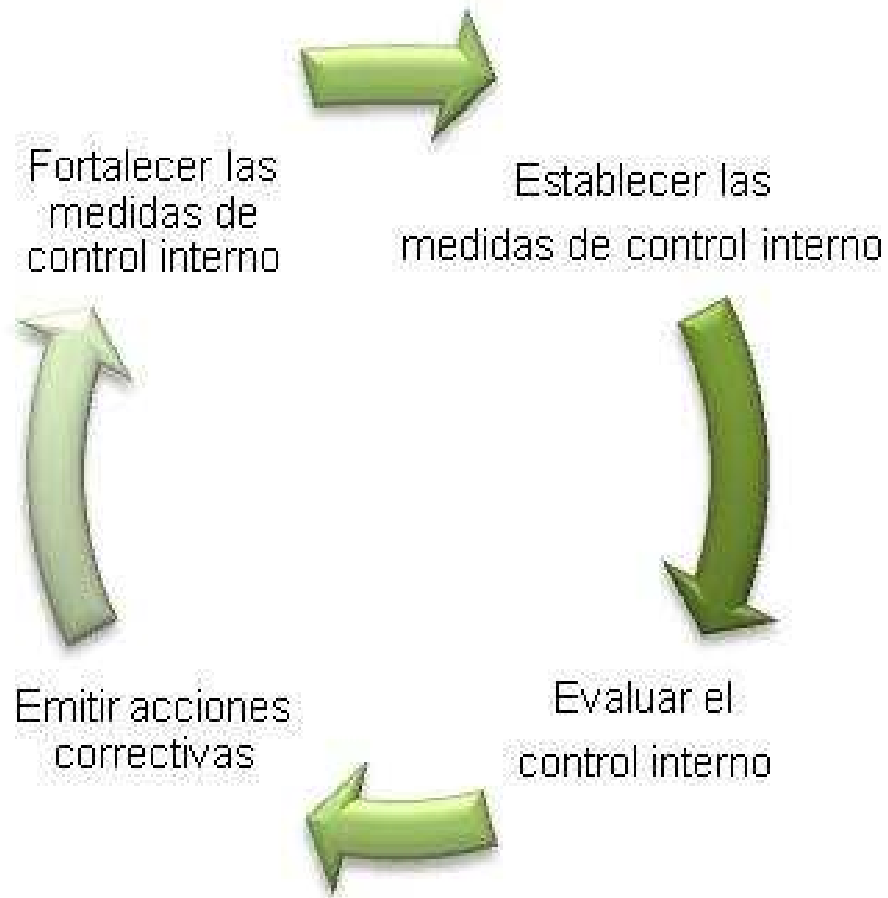 Fortalecer las
medidas de
control interno
Establecer las
medidas de control interno
Evaluar el
control interno
Emitir acciones
correctivas